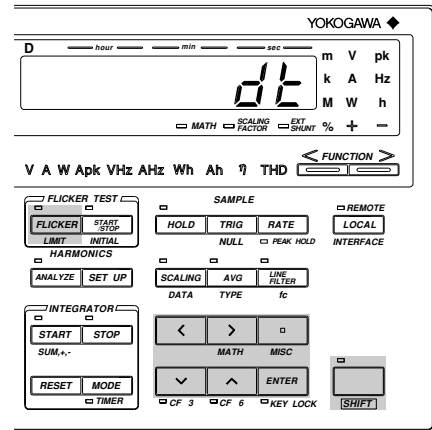 YOKOGAWA
D hour min sec
m V pk
dt
k A Hz
M W h
MATH SCALING FACTOR EXT SHUNT % + −
V A W Apk VHz AHz Wh Ah η THD < FUNCTION >
FLICKER TEST SAMPLE
FLICKER START /STOP HOLD TRIG RATE REMOTE
LOCAL
LIMIT INITIAL NULL PEAK HOLD INTERFACE
HARMONICS
ANALYZE SET UP SCALING AVG LINE FILTER
DATA TYPE fc
INTEGRATOR
START STOP < >
SUM,+,- MATH MISC
RESET MODE ENTER
TIMER CF 3 CF 6 KEY LOCK SHIFT